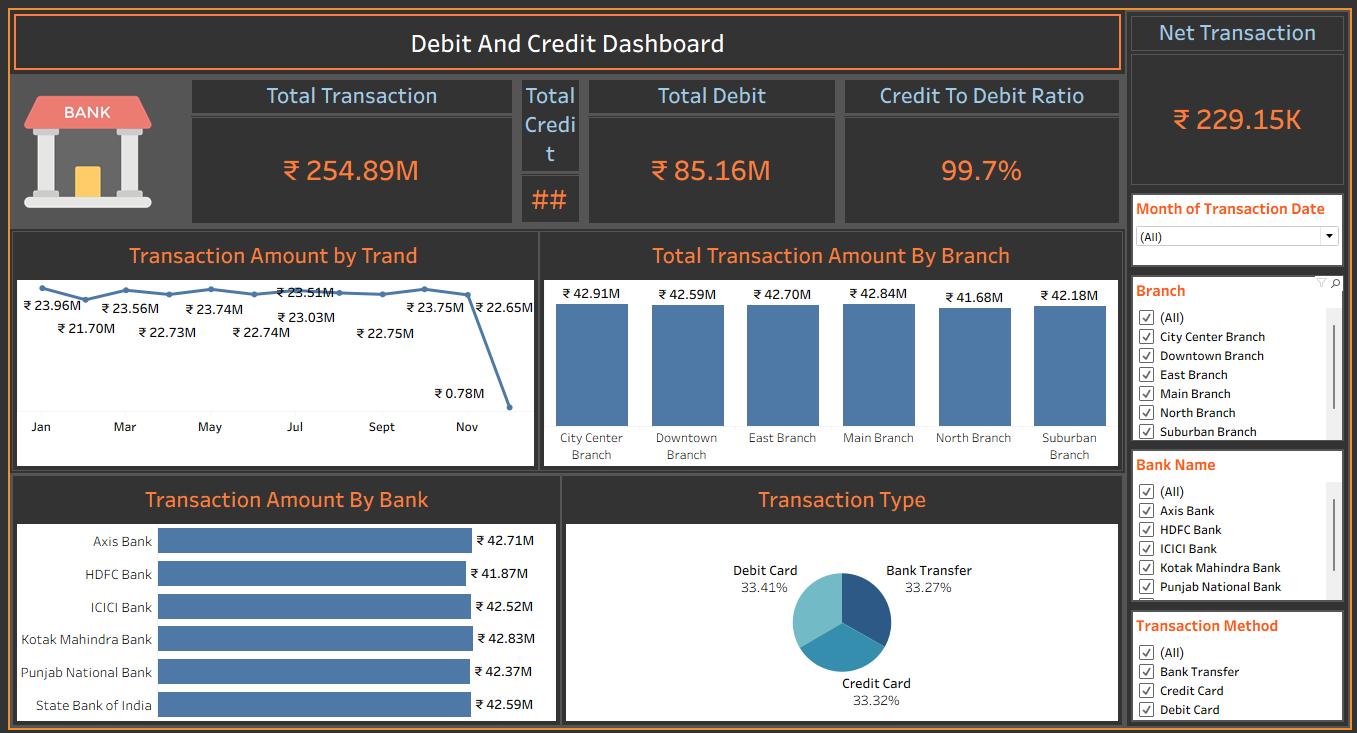 Debit And Credit Dashboard
BANK
Total Transaction
₹ 254.89M
Total
Credi
t
##
Total Debit
₹ 85.16M
Credit To Debit Ratio
99.7%
Net Transaction
₹ 229.15K
Month of Transaction Date
(All)
Branch
(All)
City Center Branch
Downtown Branch
East Branch
Main Branch
North Branch
Suburban Branch
Bank Name
(All)
Axis Bank
HDFC Bank
ICICI Bank
Kotak Mahindra Bank
Punjab National Bank
Transaction Method
(All)
Bank Transfer
Credit Card
Debit Card
Transaction Amount by Trand
₹ 23.96M
₹ 21.70M
₹ 23.56M
₹ 22.73M
₹ 23.74M
₹ 22.74M
₹ 23.51M
₹ 23.03M
₹ 22.75M
₹ 23.75M
₹ 22.65M
₹ 0.78M
Jan Mar May Jul Sept Nov
Total Transaction Amount By Branch
₹ 42.91M ₹ 42.59M ₹ 42.70M ₹ 42.84M ₹ 41.68M ₹ 42.18M
City Center
Branch
Downtown
Branch
East Branch
Main Branch
North Branch
Suburban
Branch
Transaction Amount By Bank
Axis Bank ₹ 42.71M
HDFC Bank ₹ 41.87M
ICICI Bank ₹ 42.52M
Kotak Mahindra Bank ₹ 42.83M
Punjab National Bank ₹ 42.37M
State Bank of India ₹ 42.59M
Transaction Type
Debit Card
33.41%
Bank Transfer
33.27%
Credit Card
33.32%